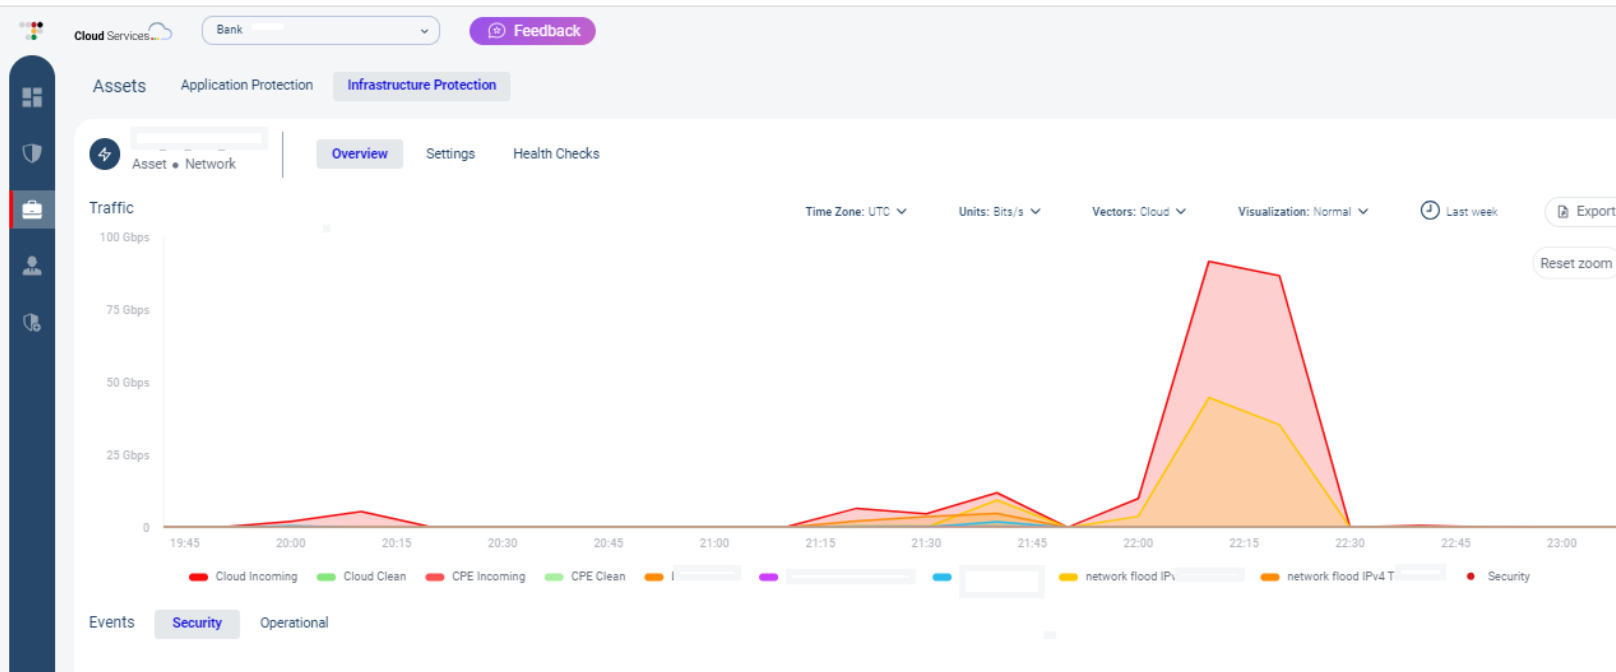 Cloud Services
Bank
Feedback
Assets Application Protection Infrastructure Protection
Asset • Network
Overview Settings Health Checks
Traffic
Time Zone: UTC Units: Bits/s Vectors: Cloud Visualization: Normal Last week Export
100 Gbps
Reset zoom
75 Gbps
50 Gbps
25 Gbps
0
19:45 20:00 20:15 20:30 20:45 21:00 21:15 21:30 21:45 22:00 22:15 22:30 22:45 23:00
Cloud Incoming Cloud Clean CPE Incoming CPE Clean network flood IPv network flood IPv4 T Security
Events Security Operational